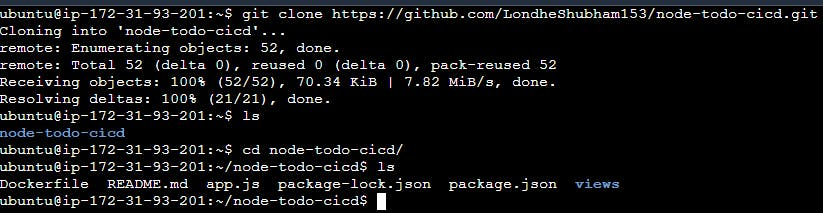 ubuntu@ip-172-31-93-201:~$ git clone https://github.com/LondheShubham153/node-todo-cicd.git
Cloning into 'node-todo-cicd'...
remote: Enumerating objects: 52, done.
remote: Total 52 (delta 0), reused 0 (delta 0), pack-reused 52
Receiving objects: 100% (52/52), 70.34 KiB | 7.82 MiB/s, done.
Resolving deltas: 100% (21/21), done.
ubuntu@ip-172-31-93-201:~$ ls
node-todo-cicd
ubuntu@ip-172-31-93-201:~$ cd node-todo-cicd/
ubuntu@ip-172-31-93-201:~/node-todo-cicd$ ls
Dockerfile  README.md  app.js  package-lock.json  package.json  views
ubuntu@ip-172-31-93-201:~/node-todo-cicd$